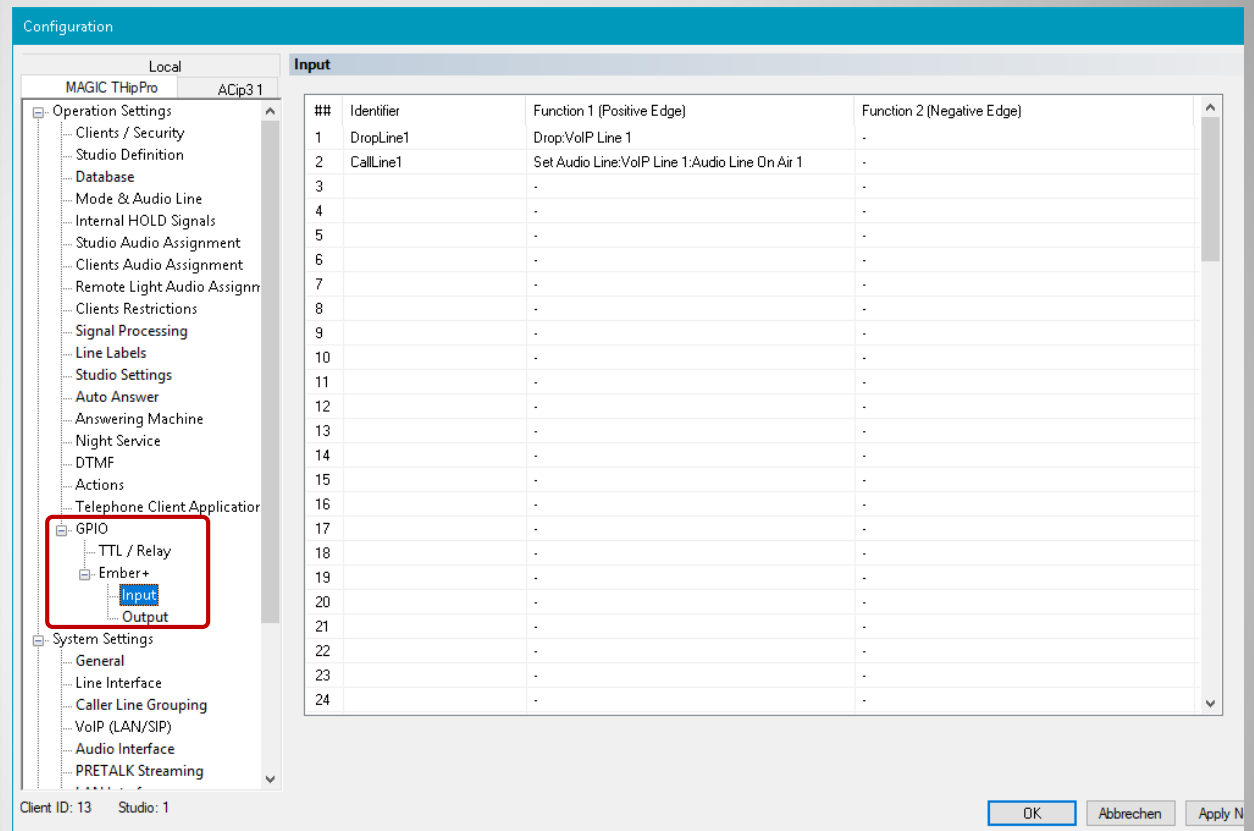 Configuration
Local
MAGIC THipPro ACip3 1
Operation Settings
Clients / Security
Studio Definition
Database
Mode & Audio Line
Internal HOLD Signals
Studio Audio Assignment
Clients Audio Assignment
Remote Light Audio Assignm
Clients Restrictions
Signal Processing
Line Labels
Studio Settings
Auto Answer
Answering Machine
Night Service
DTMF
Actions
Telephone Client Application
GPIO
TTL / Relay
Ember+
Input
Output
System Settings
General
Line Interface
Caller Line Grouping
VoIP (LAN/SIP)
Audio Interface
PRETALK Streaming
Input
## Identifier Function 1 (Positive Edge) Function 2 (Negative Edge)
1 DropLine1 Drop:VoIP Line 1 -
2 CallLine1 Set Audio Line:VoIP Line 1:Audio Line On Air 1 -
3 - -
4 - -
5 - -
6 - -
7 - -
8 - -
9 - -
10 - -
11 - -
12 - -
13 - -
14 - -
15 - -
16 - -
17 - -
18 - -
19 - -
20 - -
21 - -
22 - -
23 - -
24 - -
Client ID: 13 Studio: 1
OK Abbrechen Apply N